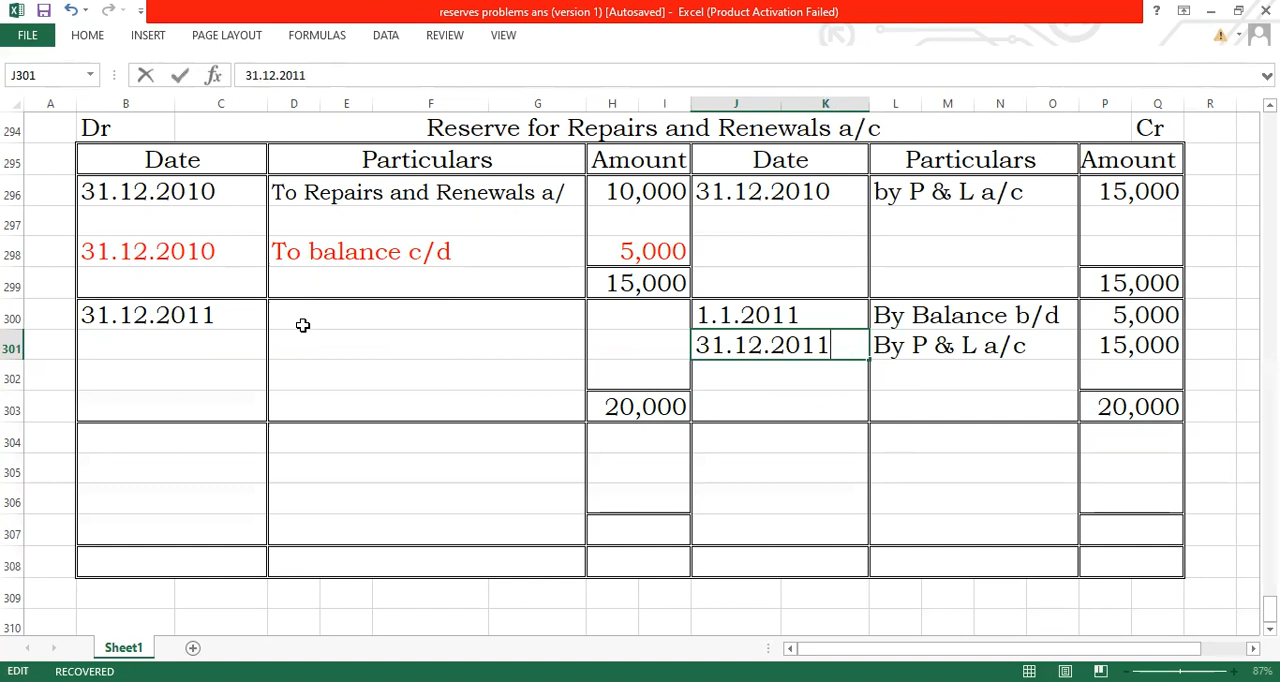 reserves problems ans (version 1) [Autosaved] - Excel (Product Activation Failed)
FILE HOME INSERT PAGE LAYOUT FORMULAS DATA REVIEW VIEW
J301 fx 31.12.2011
A B C D E F G H I J K L M N O P Q R
294 Dr Reserve for Repairs and Renewals a/c Cr
295 Date Particulars Amount Date Particulars Amount
296 31.12.2010 To Repairs and Renewals a/ 10,000 31.12.2010 by P & L a/c 15,000
297
298 31.12.2010 To balance c/d 5,000
299 15,000 15,000
300 31.12.2011 1.1.2011 By Balance b/d 5,000
301 31.12.2011 By P & L a/c 15,000
302
303 20,000 20,000
304
305
306
307
308
309
310
Sheet1
EDIT RECOVERED 87%